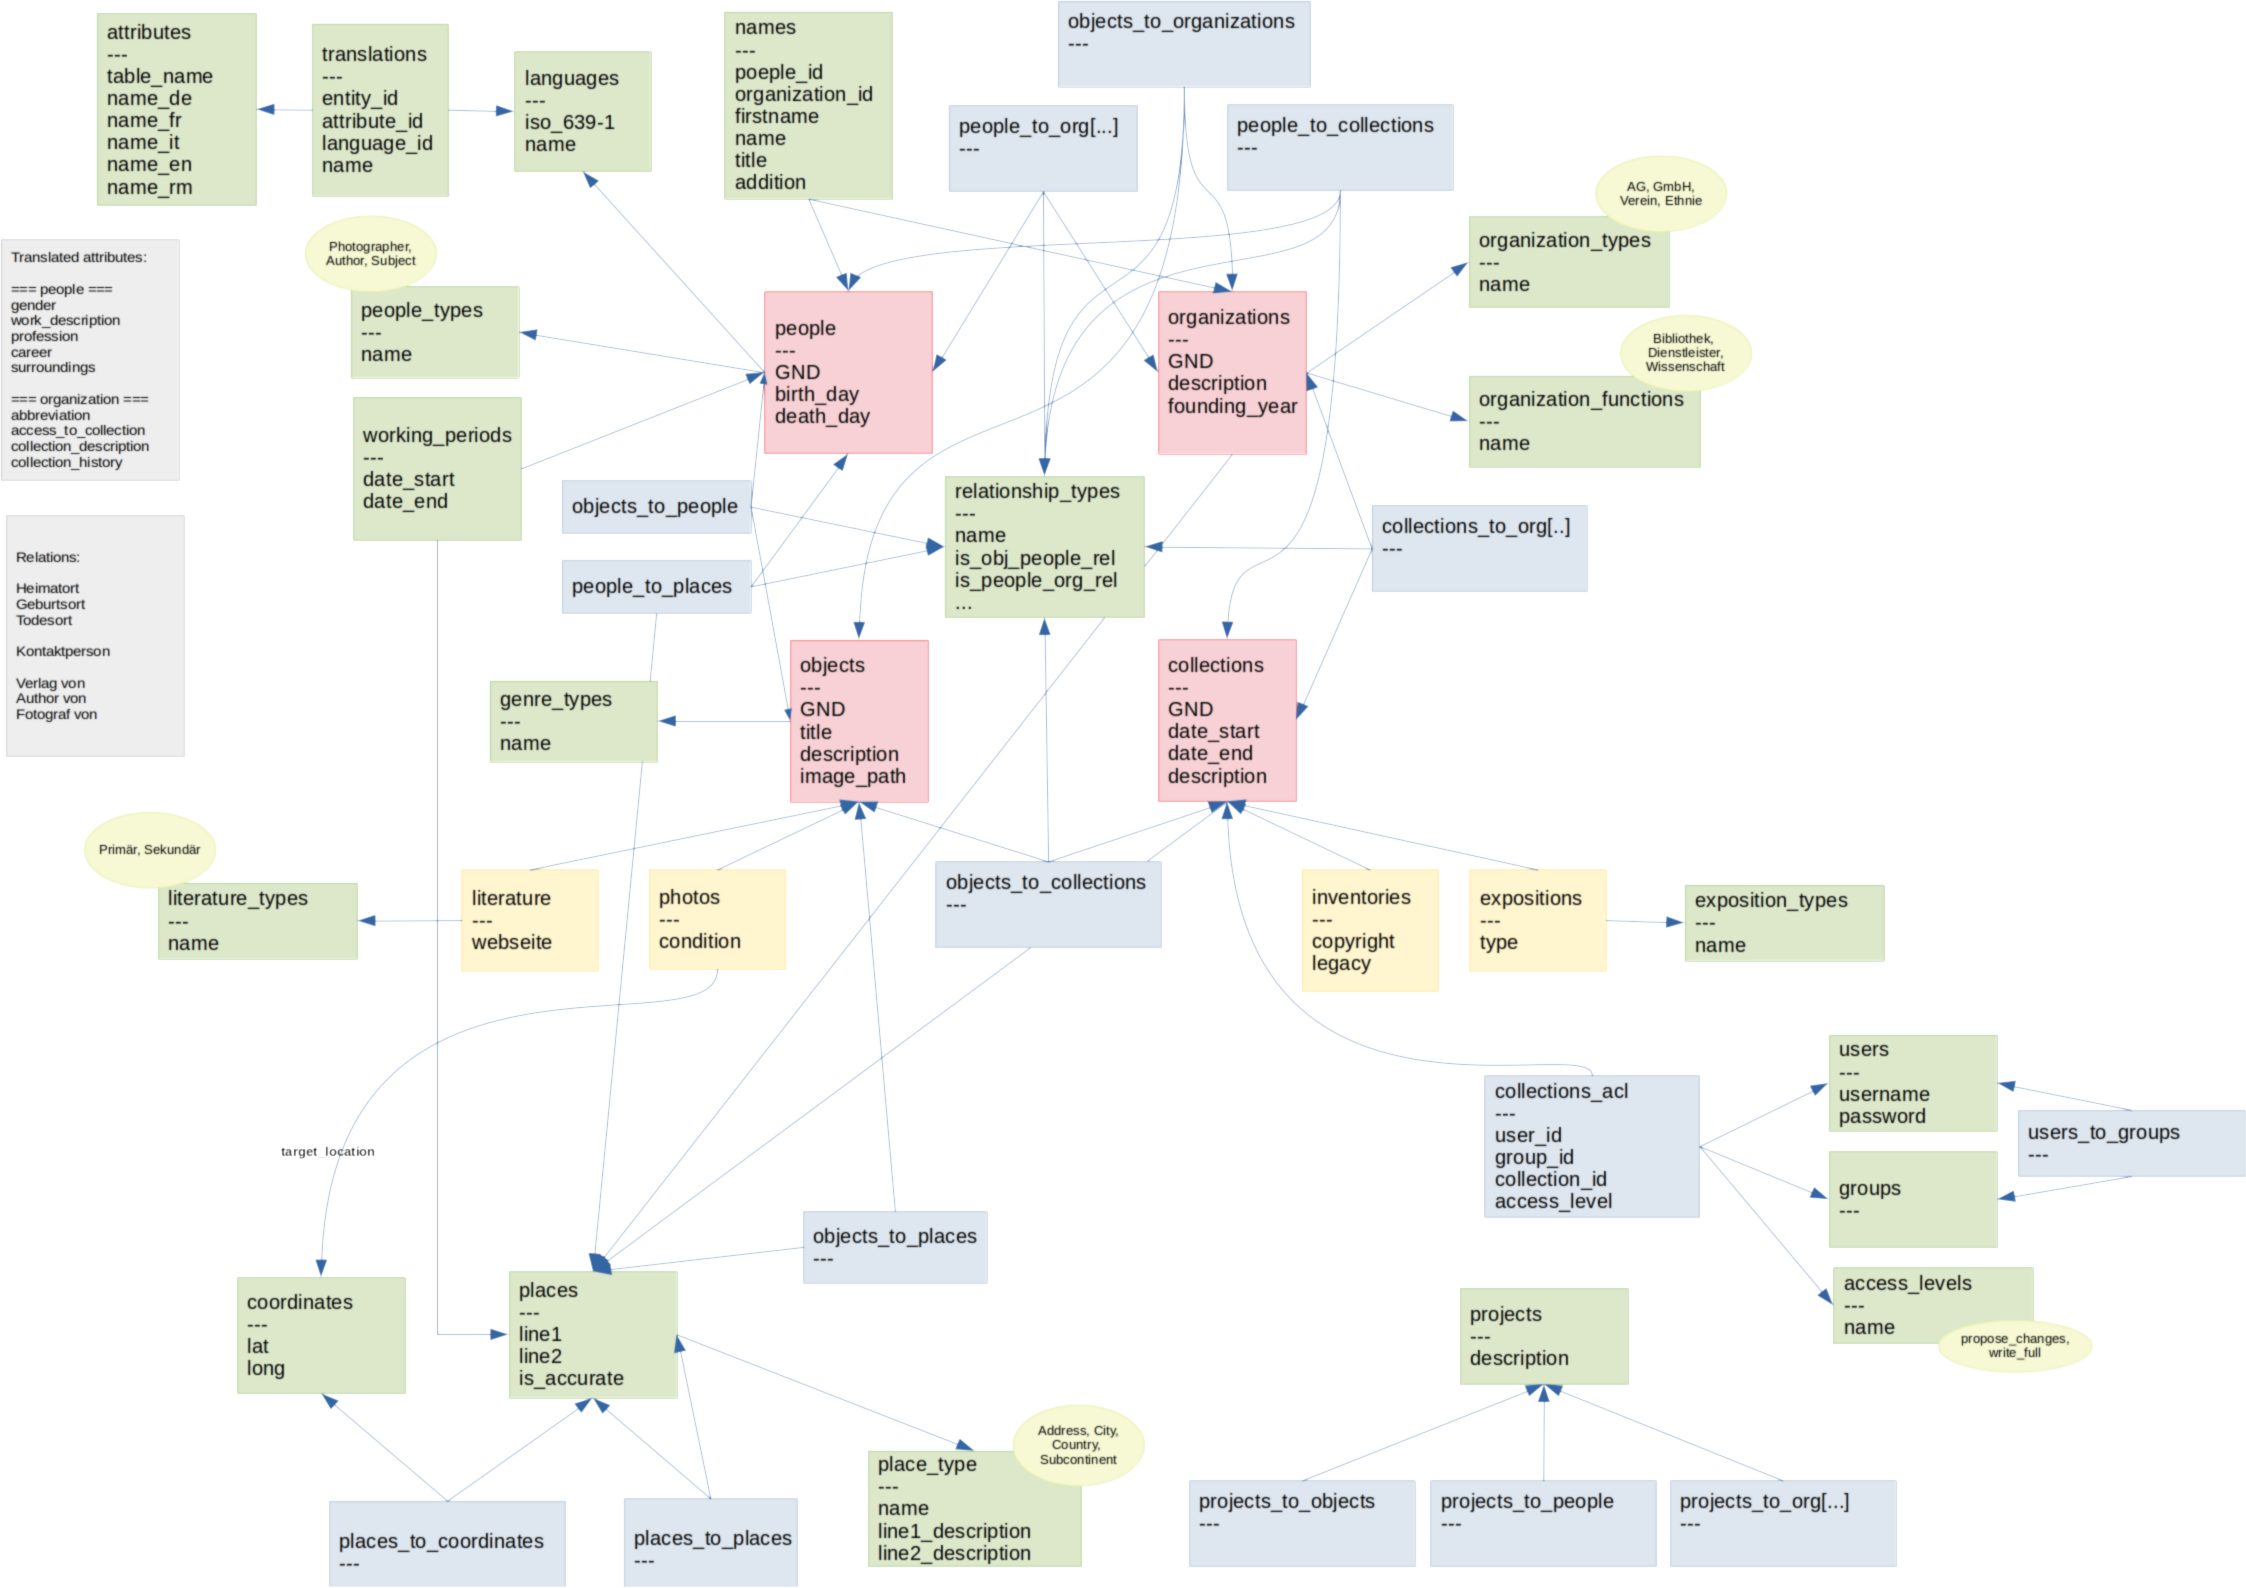 attributes
---
table_name
name_de
name_fr
name_it
name_en
name_rm
translations
---
entity_id
attribute_id
language_id
name
languages
---
iso_639-1
name
names
---
poeple_id
organization_id
firstname
name
title
addition
objects_to_organizations
---
people_to_org[...]
---
people_to_collections
---
AG, GmbH,
Verein, Ethnie
organization_types
---
name
Bibliothek,
Dienstleister,
Wissenschaft
organization_functions
---
name
Translated attributes:
=== people ===
gender
work_description
profession
career
surroundings
=== organization ===
abbreviation
access_to_collection
collection_description
collection_history
Photographer,
Author, Subject
people_types
---
name
working_periods
---
date_start
date_end
people
---
GND
birth_day
death_day
organizations
---
GND
description
founding_year
objects_to_people
people_to_places
relationship_types
---
name
is_obj_people_rel
is_people_org_rel
...
collections_to_org[..]
---
Relations:
Heimatort
Geburtsort
Todesort
Kontaktperson
Verlag von
Author von
Fotograf von
genre_types
---
name
objects
---
GND
title
description
image_path
collections
---
GND
date_start
date_end
description
Primär, Sekundär
literature_types
---
name
literature
---
webseite
photos
---
condition
objects_to_collections
---
inventories
---
copyright
legacy
expositions
---
type
exposition_types
---
name
target_location
collections_acl
---
user_id
group_id
collection_id
access_level
users
---
username
password
users_to_groups
---
groups
---
access_levels
---
name
propose_changes,
write_full
objects_to_places
---
coordinates
---
lat
long
places
---
line1
line2
is_accurate
projects
---
description
Address, City,
Country,
Subcontinent
place_type
---
name
line1_description
line2_description
places_to_coordinates
---
places_to_places
---
projects_to_objects
---
projects_to_people
---
projects_to_org[...]
---